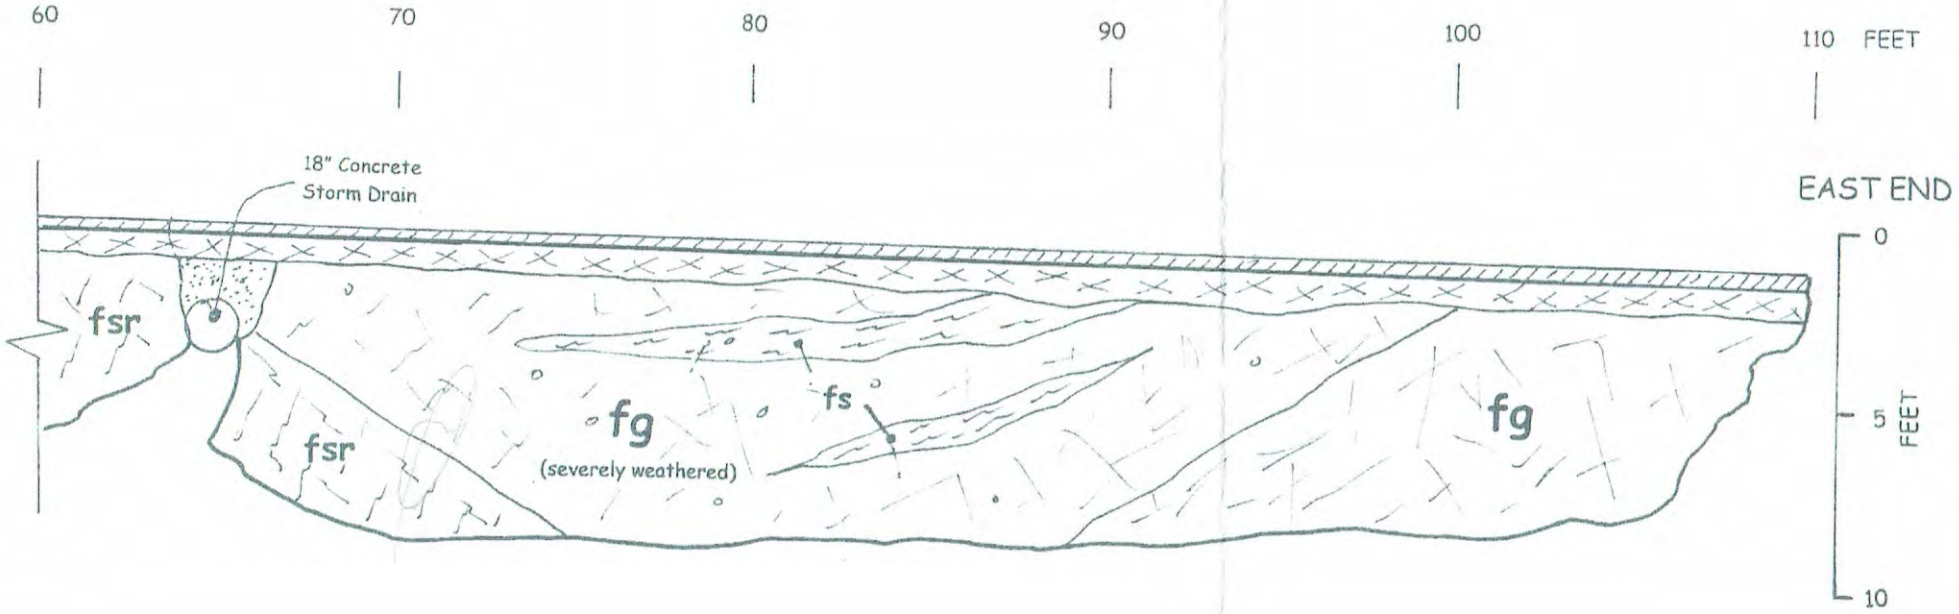 60
70
80
90
100
110 FEET
18" Concrete
Storm Drain
EAST END
0
fsr
fs
fg
fg
5
FEET
fsr
(severely weathered)
10